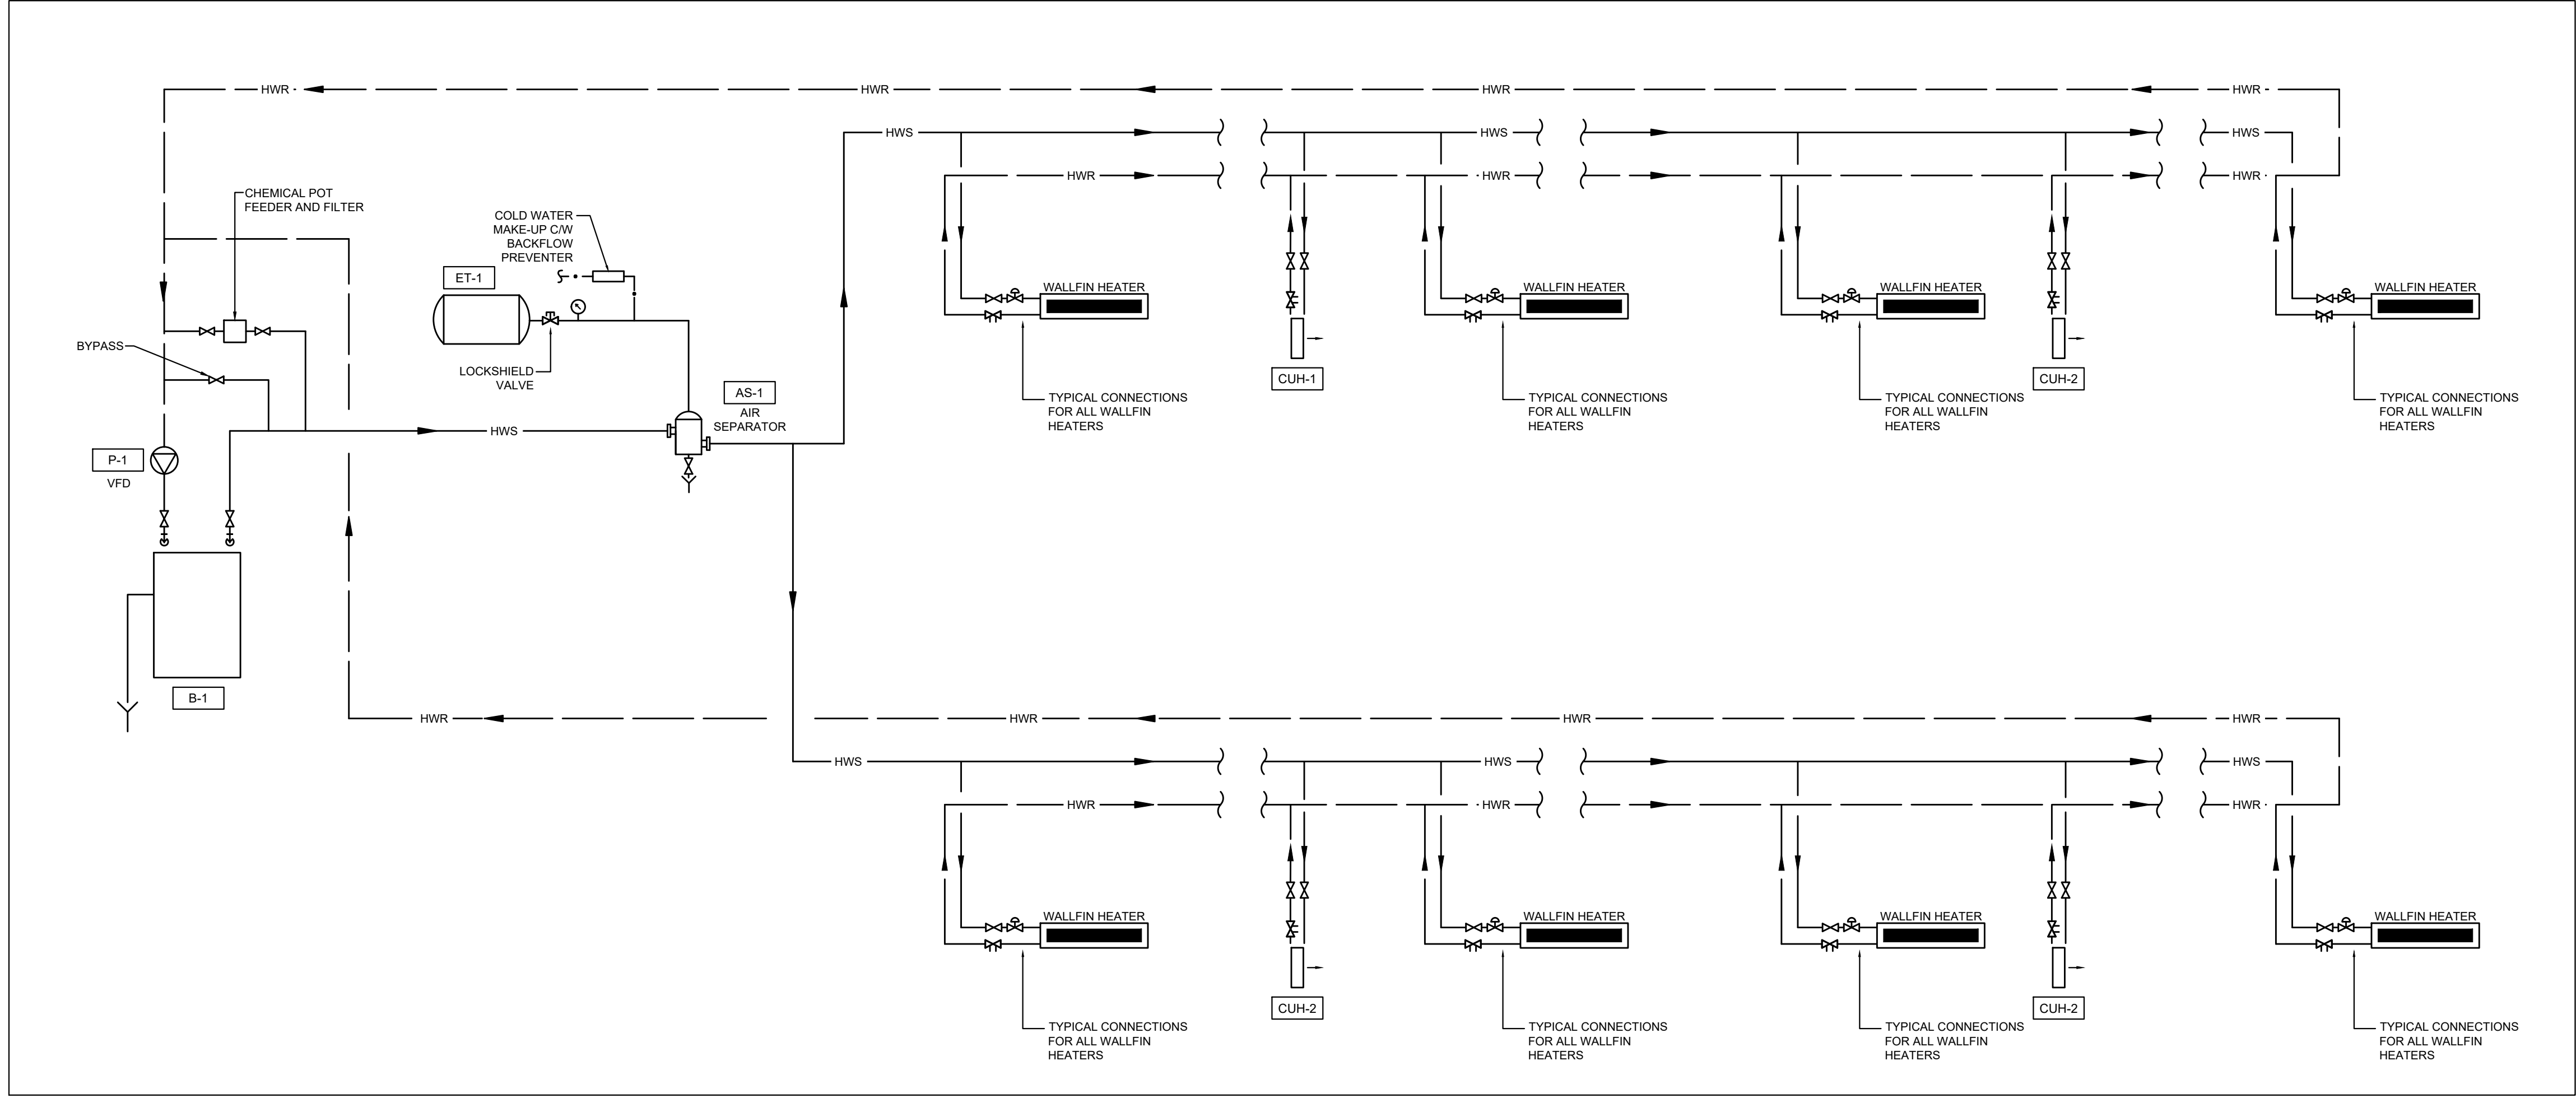 HWR
HWR
HWR
HWR
HWS
HWS
HWS
HWR
HWR
HWR
CHEMICAL POT
FEEDER AND FILTER
COLD WATER
MAKE-UP C/W
BACKFLOW
PREVENTER
ET-1
LOCKSHIELD
VALVE
BYPASS
WALLFIN HEATER
WALLFIN HEATER
WALLFIN HEATER
WALLFIN HEATER
CUH-1
CUH-2
TYPICAL CONNECTIONS
FOR ALL WALLFIN
HEATERS
TYPICAL CONNECTIONS
FOR ALL WALLFIN
HEATERS
TYPICAL CONNECTIONS
FOR ALL WALLFIN
HEATERS
TYPICAL CONNECTIONS
FOR ALL WALLFIN
HEATERS
AS-1
AIR
SEPARATOR
HWS
P-1
VFD
B-1
HWR
HWR
HWR
HWR
HWS
HWS
HWS
HWR
HWR
HWR
WALLFIN HEATER
WALLFIN HEATER
WALLFIN HEATER
WALLFIN HEATER
CUH-2
CUH-2
TYPICAL CONNECTIONS
FOR ALL WALLFIN
HEATERS
TYPICAL CONNECTIONS
FOR ALL WALLFIN
HEATERS
TYPICAL CONNECTIONS
FOR ALL WALLFIN
HEATERS
TYPICAL CONNECTIONS
FOR ALL WALLFIN
HEATERS